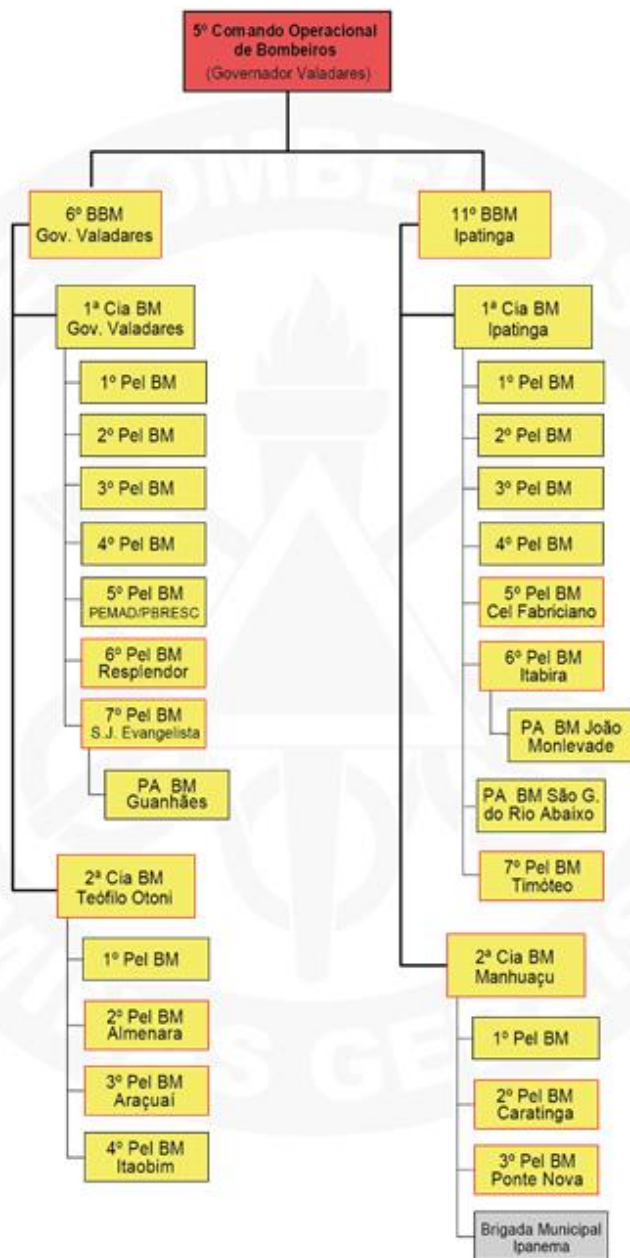 5º Comando Operacional
de Bombeiros
(Governador Valadares)
6º BBM
Gov. Valadares
1ª Cia BM
Gov. Valadares
1º Pel BM
2º Pel BM
3º Pel BM
4º Pel BM
5º Pel BM
PEMAD/PBRESC
6º Pel BM
Resplendor
7º Pel BM
S.J. Evangelista
PA BM
Guanhães
2ª Cia BM
Teófilo Otoni
1º Pel BM
2º Pel BM
Almenara
3º Pel BM
Araçuaí
4º Pel BM
Itaobim
11º BBM
Ipatinga
1ª Cia BM
Ipatinga
1º Pel BM
2º Pel BM
3º Pel BM
4º Pel BM
5º Pel BM
Cel Fabriciano
6º Pel BM
Itabira
PA BM João
Monlevade
PA BM São G.
do Rio Abaixo
7º Pel BM
Timóteo
2ª Cia BM
Manhuaçu
1º Pel BM
2º Pel BM
Caratinga
3º Pel BM
Ponte Nova
Brigada Municipal
Ipanema